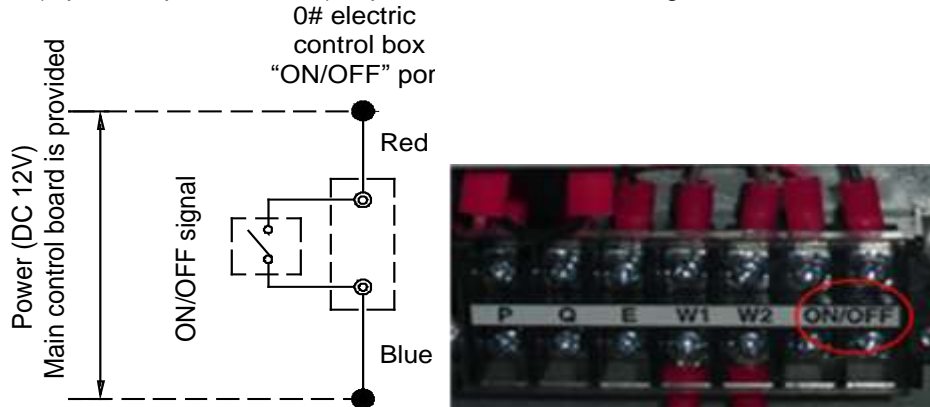 0# electric
control box
“ON/OFF” por
Power (DC 12V)
Main control board is provided
ON/OFF signal
Red
Blue
P Q E W1 W2 ON/OFF